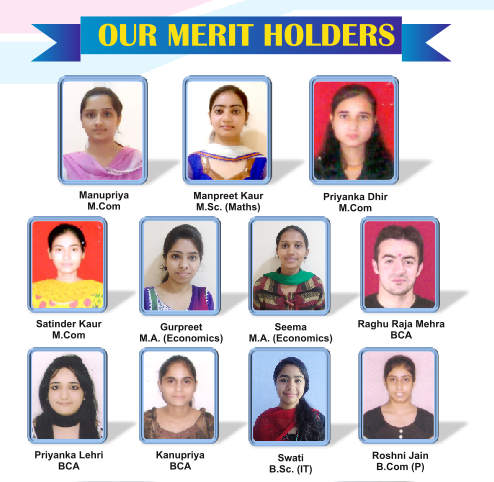 OUR MERIT HOLDERS
Manupriya
M.Com
Manpreet Kaur
M.Sc. (Maths)
Priyanka Dhir
M.Com
Satinder Kaur
M.Com
Gurpreet
M.A. (Economics)
Seema
M.A. (Economics)
Raghu Raja Mehra
BCA
Priyanka Lehri
BCA
Kanupriya
BCA
Swati
B.Sc. (IT)
Roshni Jain
B.Com (P)